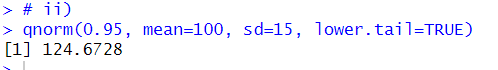 > # ii)
> qnorm(0.95, mean=100, sd=15, lower.tail=TRUE)
[1] 124.6728
>